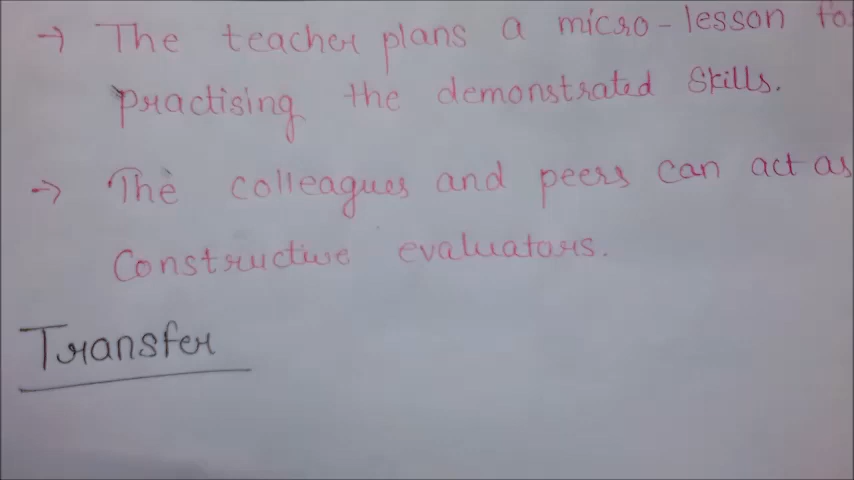 → The teacher plans a micro-lesson for
practising the demonstrated skills.
→ The colleagues and peers can act as
Constructive evaluators.
Transfer